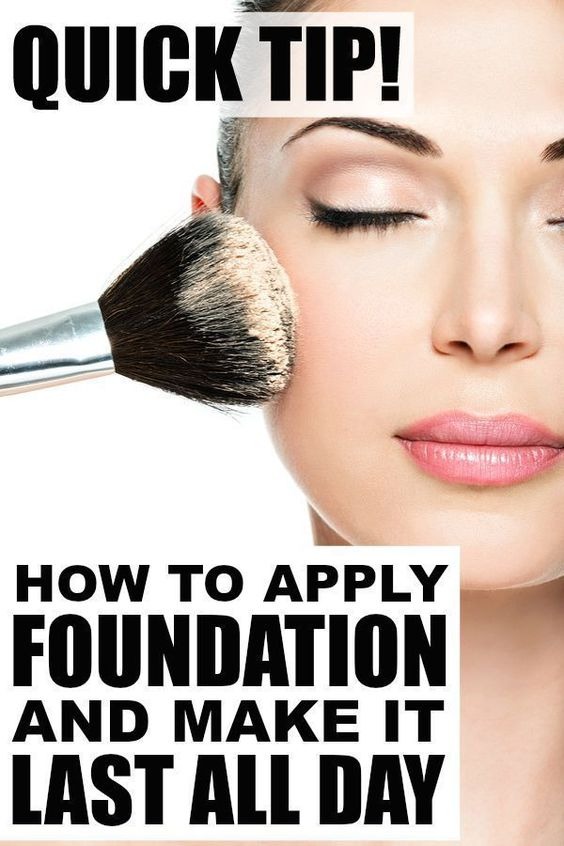 QUICK TIP!
HOW TO APPLY
FOUNDATION
AND MAKE IT
LAST ALL DAY